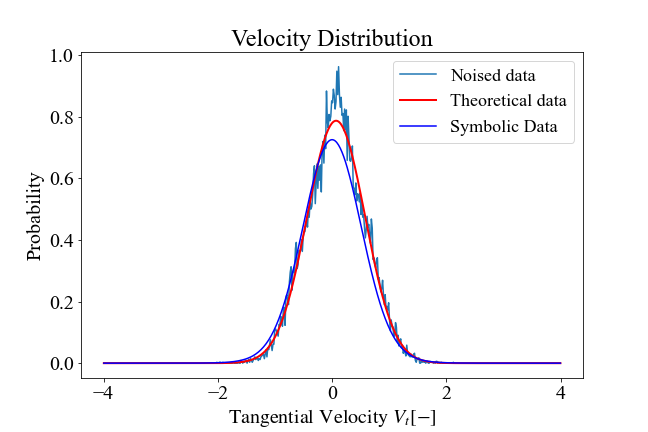 Velocity Distribution
1.0
0.8
0.6
0.4
0.2
0.0
Probability
Noised data
Theoretical data
Symbolic Data
−4
−2
0
2
4
Tangential Velocity Vₜ[−]